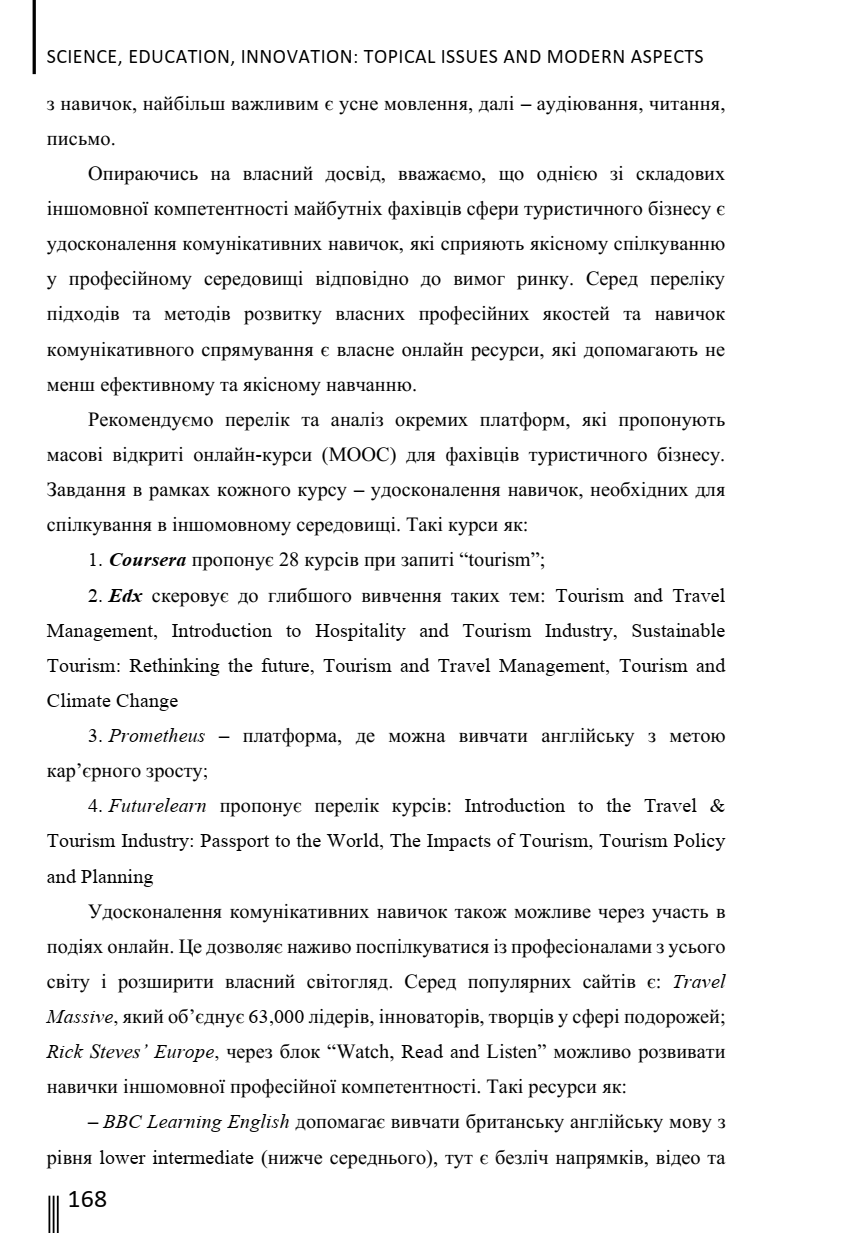 SCIENCE, EDUCATION, INNOVATION: TOPICAL ISSUES AND MODERN ASPECTS
з навичок, найбільш важливим є усне мовлення, далі – аудіювання, читання,
письмо.
Опираючись на власний досвід, вважаємо, що однією зі складових
іншомовної компетентності майбутніх фахівців сфери туристичного бізнесу є
удосконалення комунікативних навичок, які сприяють якісному спілкуванню
у професійному середовищі відповідно до вимог ринку. Серед переліку
підходів та методів розвитку власних професійних якостей та навичок
комунікативного спрямування є власне онлайн ресурси, які допомагають не
менш ефективному та якісному навчанню.
Рекомендуємо перелік та аналіз окремих платформ, які пропонують
масові відкриті онлайн-курси (MOOC) для фахівців туристичного бізнесу.
Завдання в рамках кожного курсу – удосконалення навичок, необхідних для
спілкування в іншомовному середовищі. Такі курси як:
1. Coursera пропонує 28 курсів при запиті “tourism”;
2. Edx скеровує до глибшого вивчення таких тем: Tourism and Travel
Management, Introduction to Hospitality and Tourism Industry, Sustainable
Tourism: Rethinking the future, Tourism and Travel Management, Tourism and
Climate Change
3. Prometheus – платформа, де можна вивчати англійську з метою
кар’єрного зросту;
4. Futurelearn пропонує перелік курсів: Introduction to the Travel &
Tourism Industry: Passport to the World, The Impacts of Tourism, Tourism Policy
and Planning
Удосконалення комунікативних навичок також можливе через участь в
подіях онлайн. Це дозволяє наживо поспілкуватися із професіоналами з усього
світу і розширити власний світогляд. Серед популярних сайтів є: Travel
Massive, який об’єднує 63,000 лідерів, інноваторів, творців у сфері подорожей;
Rick Steves’ Europe, через блок “Watch, Read and Listen” можливо розвивати
навички іншомовної професійної компетентності. Такі ресурси як:
– BBC Learning English допомагає вивчати британську англійську мову з
рівня lower intermediate (нижче середнього), тут є безліч напрямків, відео та
168